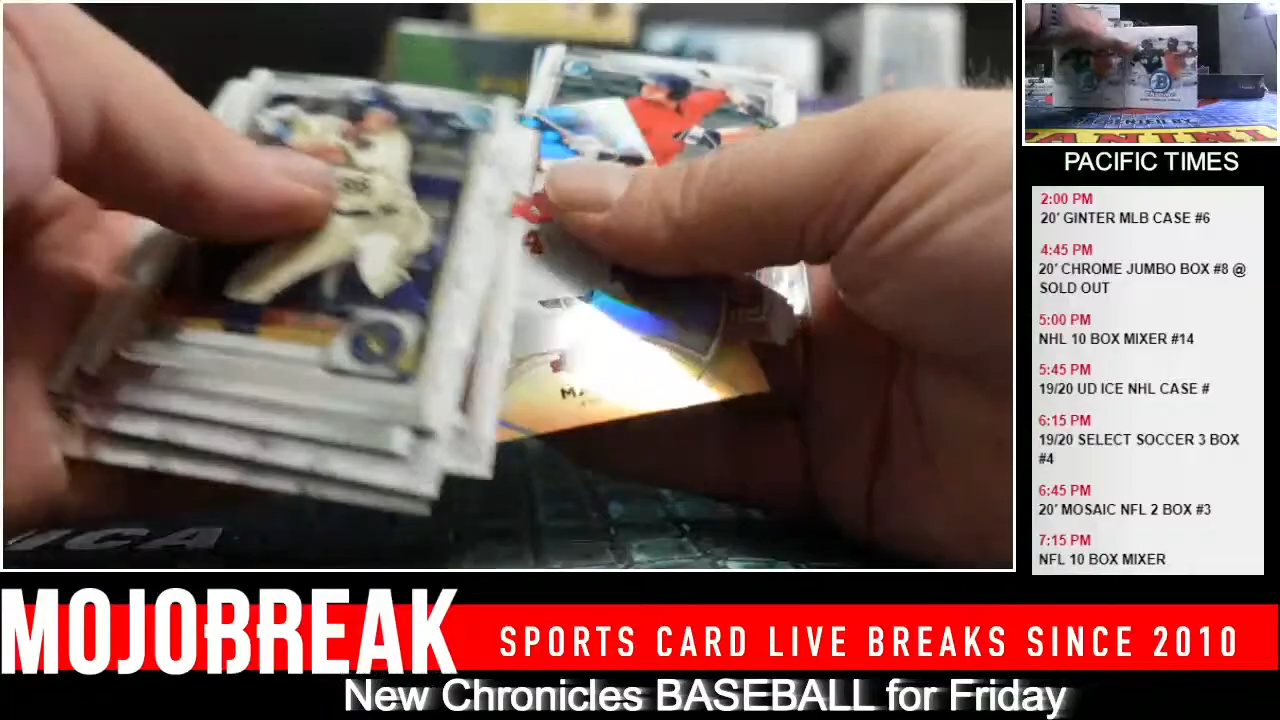 PACIFIC TIMES
2:00 PM
20' GINTER MLB CASE #6
4:45 PM
20' CHROME JUMBO BOX #8 @
SOLD OUT
5:00 PM
NHL 10 BOX MIXER #14
5:45 PM
19/20 UD ICE NHL CASE #
6:15 PM
19/20 SELECT SOCCER 3 BOX
#4
6:45 PM
20' MOSAIC NFL 2 BOX #3
7:15 PM
NFL 10 BOX MIXER
MOJOBREAK
SPORTS CARD LIVE BREAKS SINCE 2010
New Chronicles BASEBALL for Friday